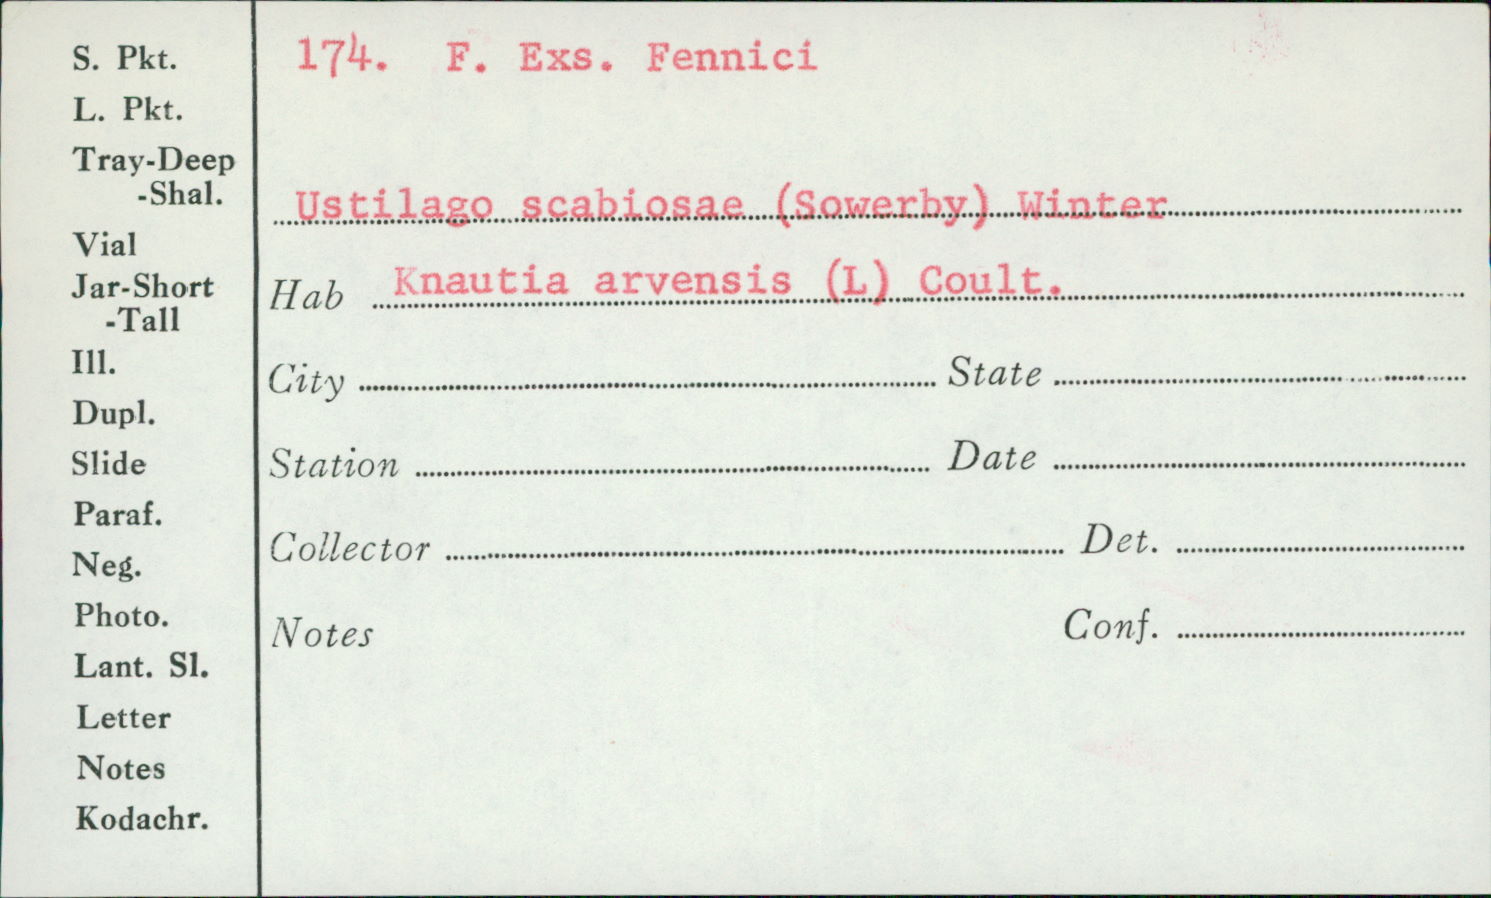 S. Pkt.
L. Pkt.
Tray-Deep
-Shal.
Vial
Jar-Short
-Tall
Ill.
Dupl.
Slide
Paraf.
Neg.
Photo.
Lant. Sl.
Letter
Notes
Kodachr.
174. F. Exs. Fennici
Ustilago scabiosae (Sowerby) Winter
Hab Knautia arvensis (L) Coult.
City State
Station Date
Collector Det.
Notes Conf.